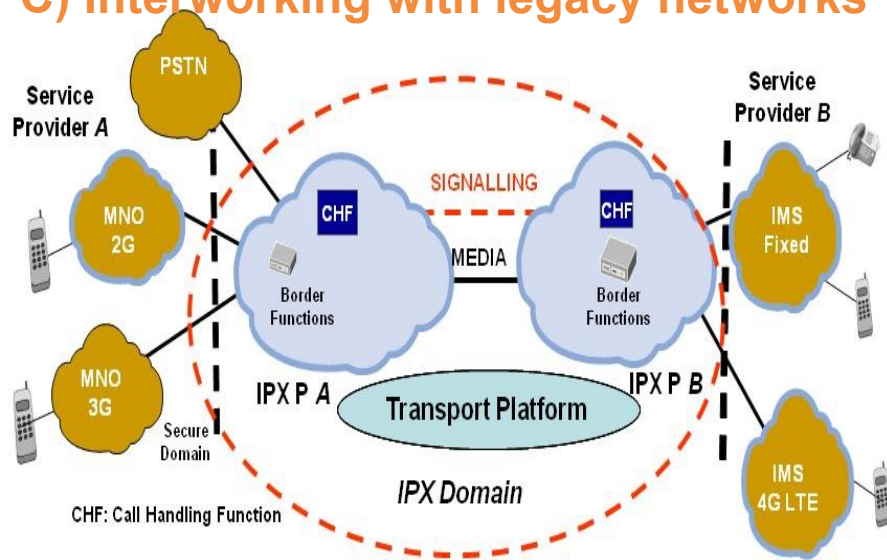 C) Interworking with legacy networks
PSTN
Service
Provider A
Service
Provider B
SIGNALLING
CHF
CHF
MNO
2G
IMS
Fixed
MEDIA
Border
Functions
Border
Functions
MNO
3G
IPX P A
IPX P B
Transport Platform
Secure
Domain
IPX Domain
IMS
4G LTE
CHF: Call Handling Function